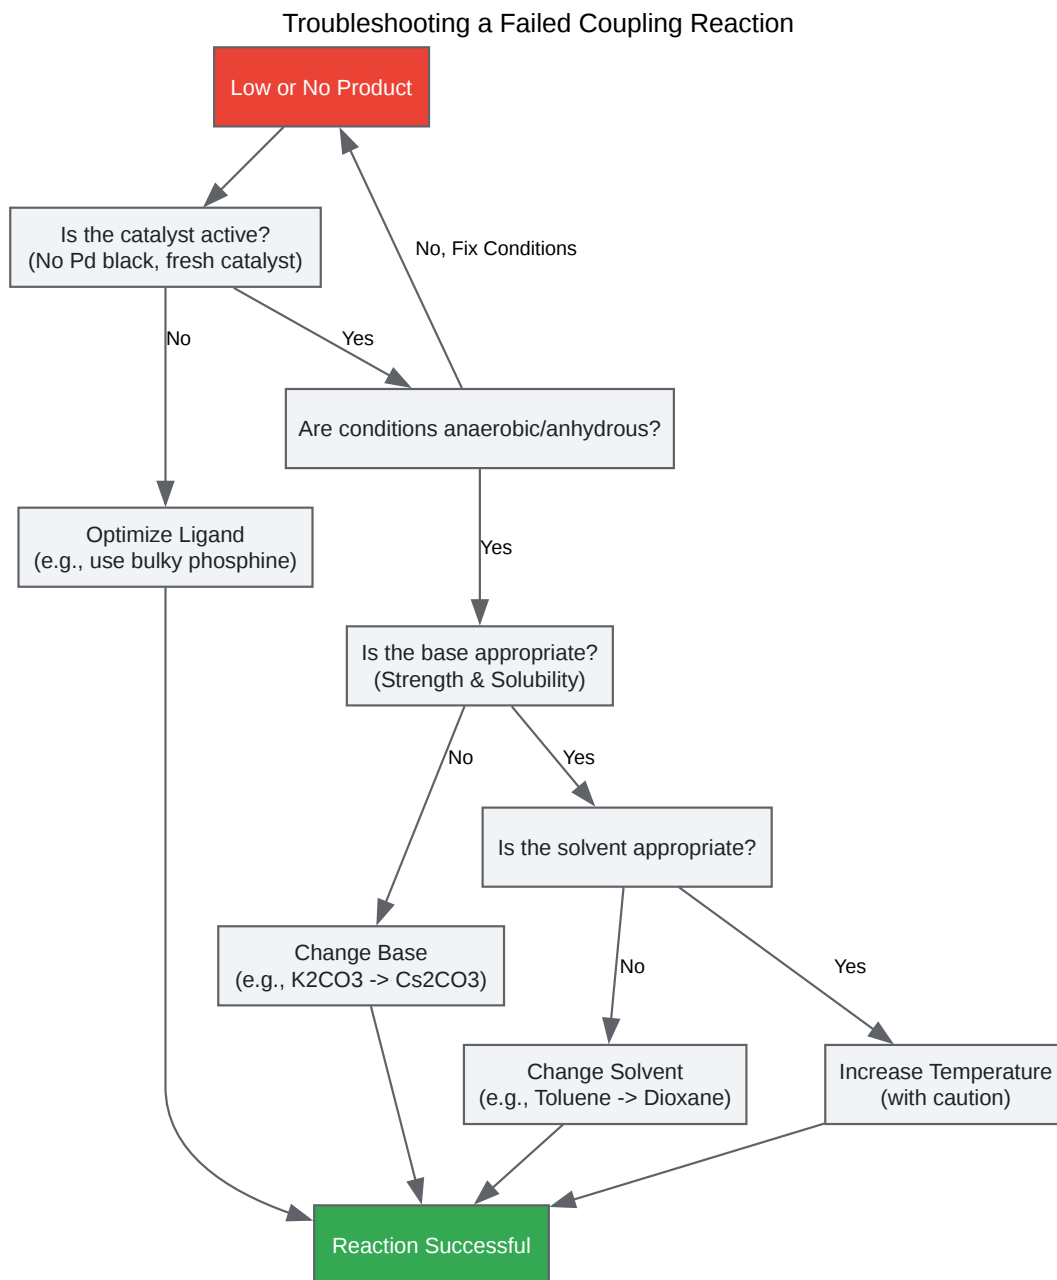 Troubleshooting a Failed Coupling Reaction
Low or No Product
Is the catalyst active?
(No Pd black, fresh catalyst)
No, Fix Conditions
No
Yes
Are conditions anaerobic/anhydrous?
Optimize Ligand
(e.g., use bulky phosphine)
Yes
Is the base appropriate?
(Strength & Solubility)
No
Yes
Is the solvent appropriate?
Change Base
(e.g., K2CO3 -> Cs2CO3)
No
Yes
Change Solvent
(e.g., Toluene -> Dioxane)
Increase Temperature
(with caution)
Reaction Successful